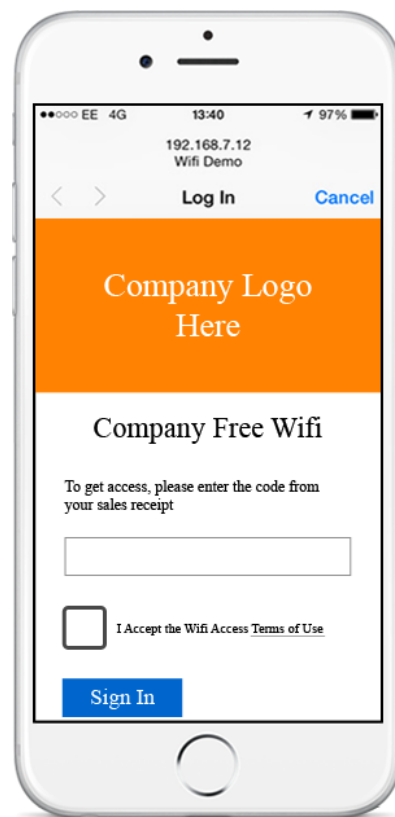 EE 4G 13:40 97%
192.168.7.12
Wifi Demo
Log In Cancel
Company Logo
Here
Company Free Wifi
To get access, please enter the code from
your sales receipt
I Accept the Wifi Access Terms of Use
Sign In